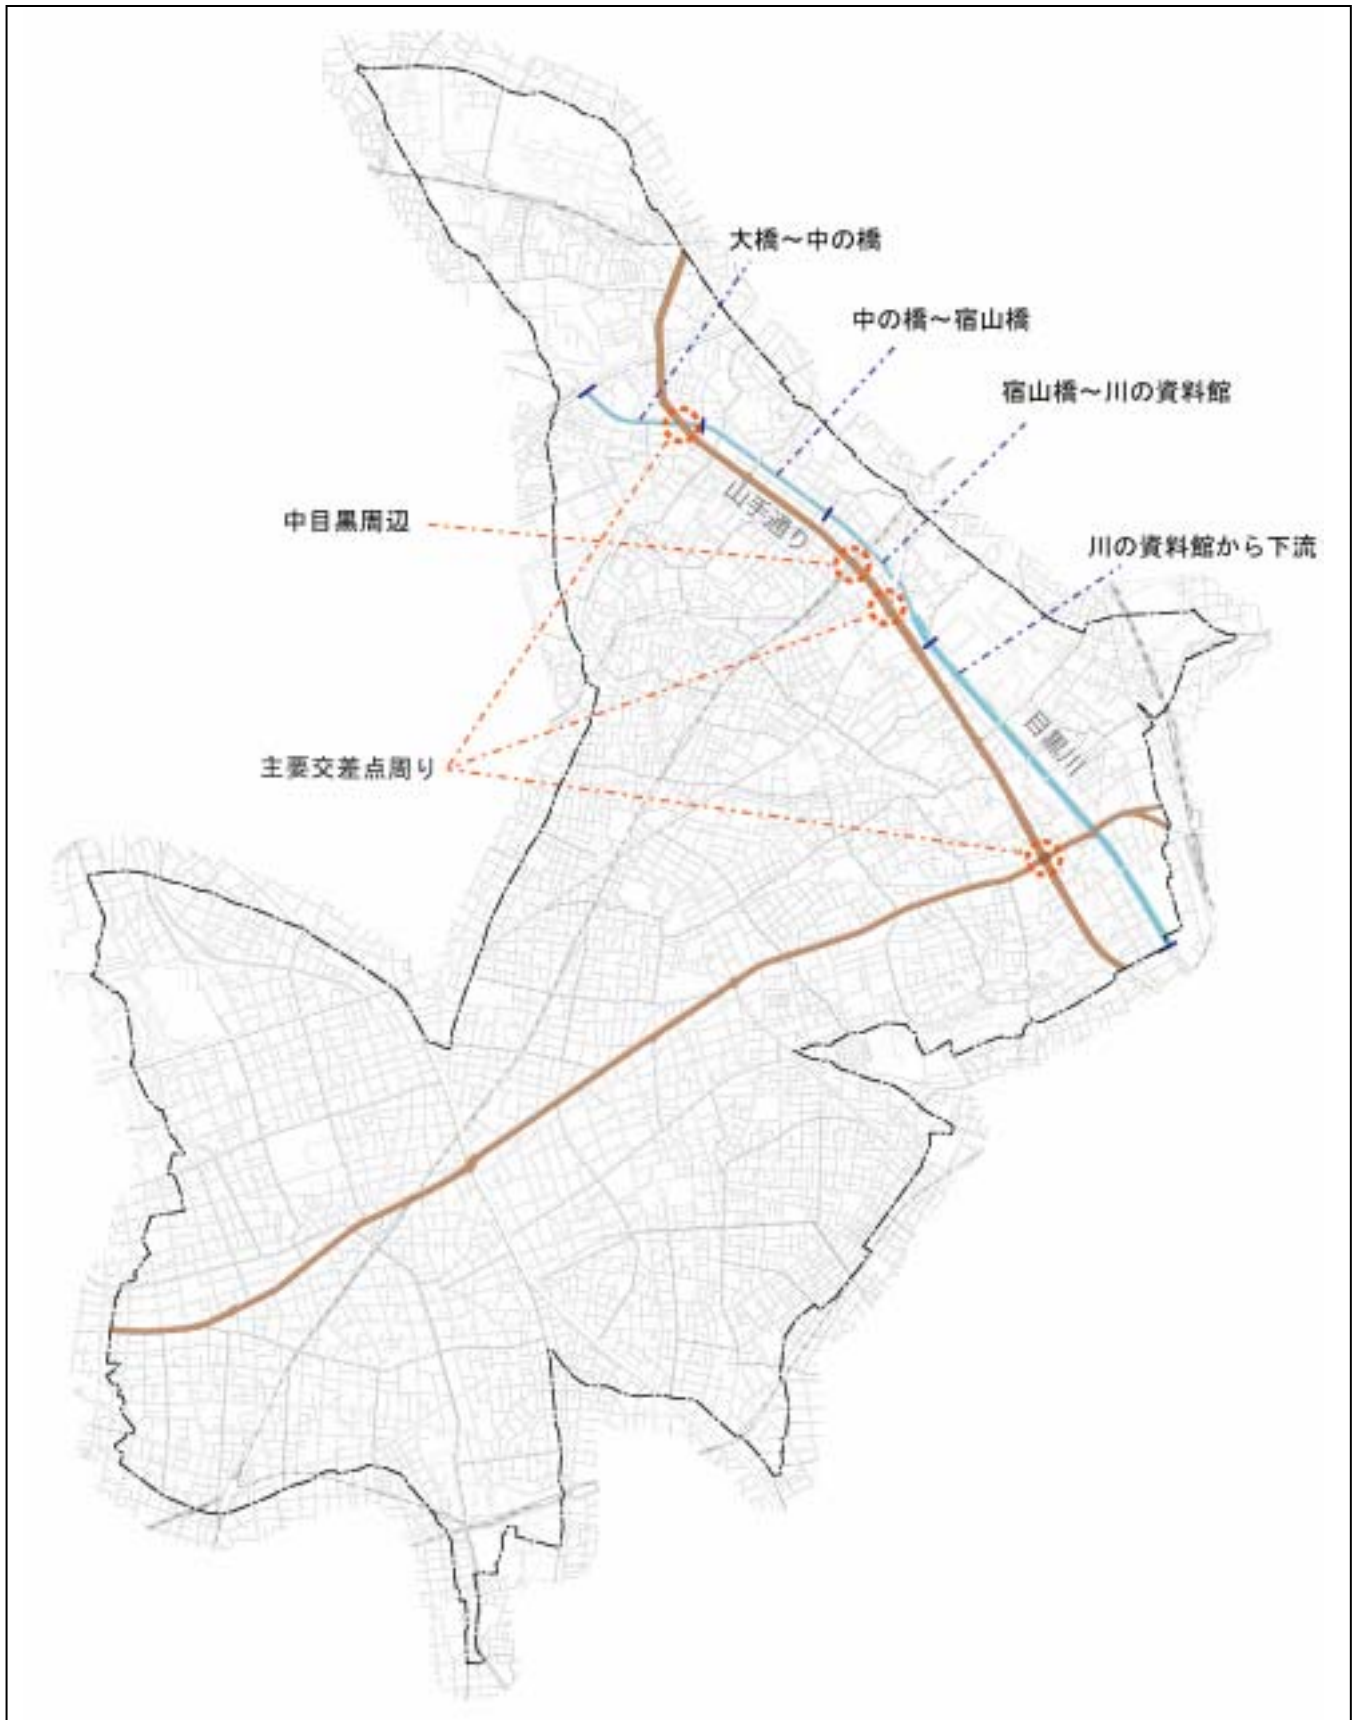 大橋～中の橋
中の橋～宿山橋
宿山橋～川の資料館
中目黒周辺
山手通り
川の資料館から下流
目黒川
主要交差点周り